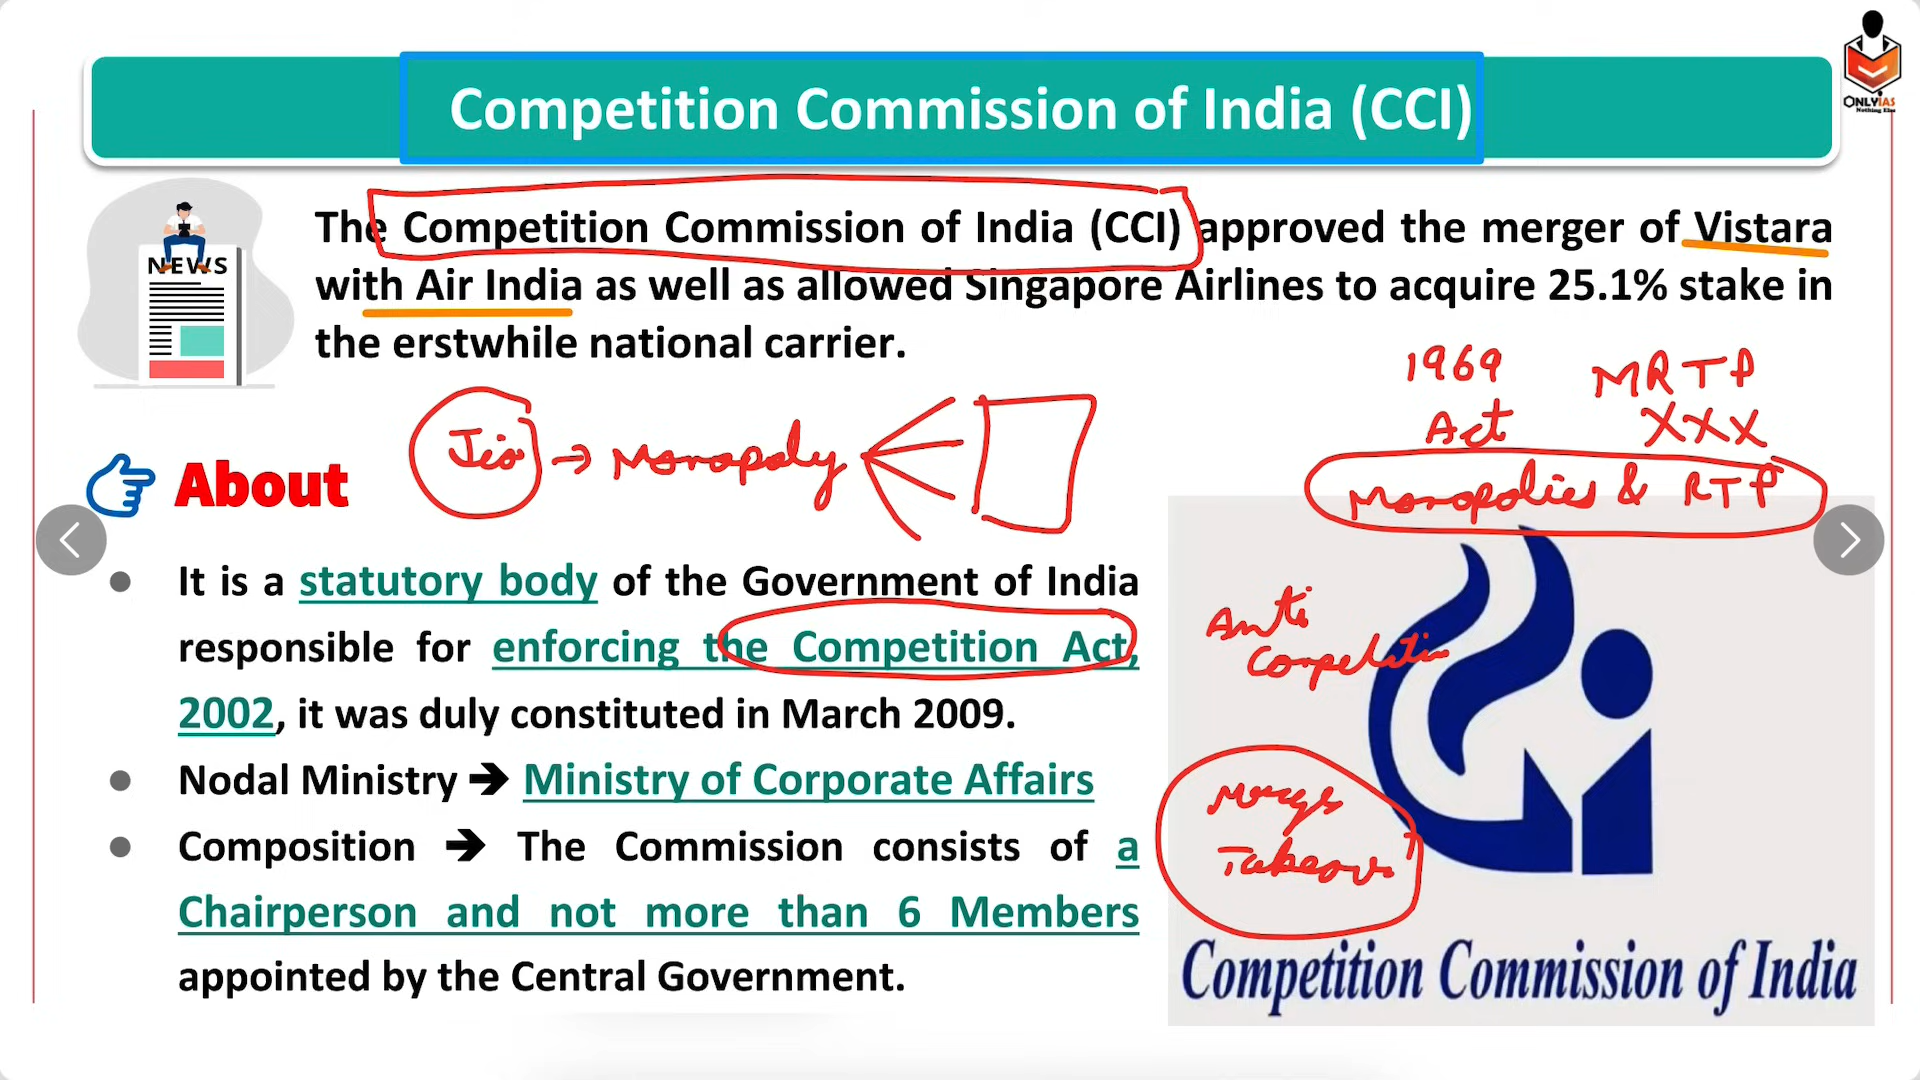 Competition Commission of India (CCI)
ONLYIAS
Nothing Else
NEWS
The Competition Commission of India (CCI) approved the merger of Vistara
with Air India as well as allowed Singapore Airlines to acquire 25.1% stake in
the erstwhile national carrier.
1969 MRTP
Act XXX
Monopolies & RTP
Jio → Monopoly
About
• It is a statutory body of the Government of India
responsible for enforcing the Competition Act,
2002, it was duly constituted in March 2009.
• Nodal Ministry ➔ Ministry of Corporate Affairs
• Composition ➔ The Commission consists of a
Chairperson and not more than 6 Members
appointed by the Central Government.
Anti
Takeover
Competition Commission of India